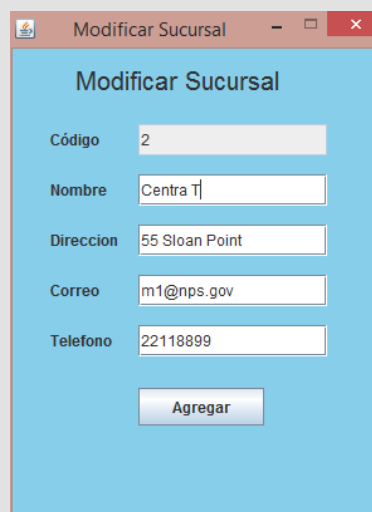 Modificar Sucursal
Modificar Sucursal
Código 2
Nombre Centra T
Direccion 55 Sloan Point
Correo m1@nps.gov
Telefono 22118899
Agregar